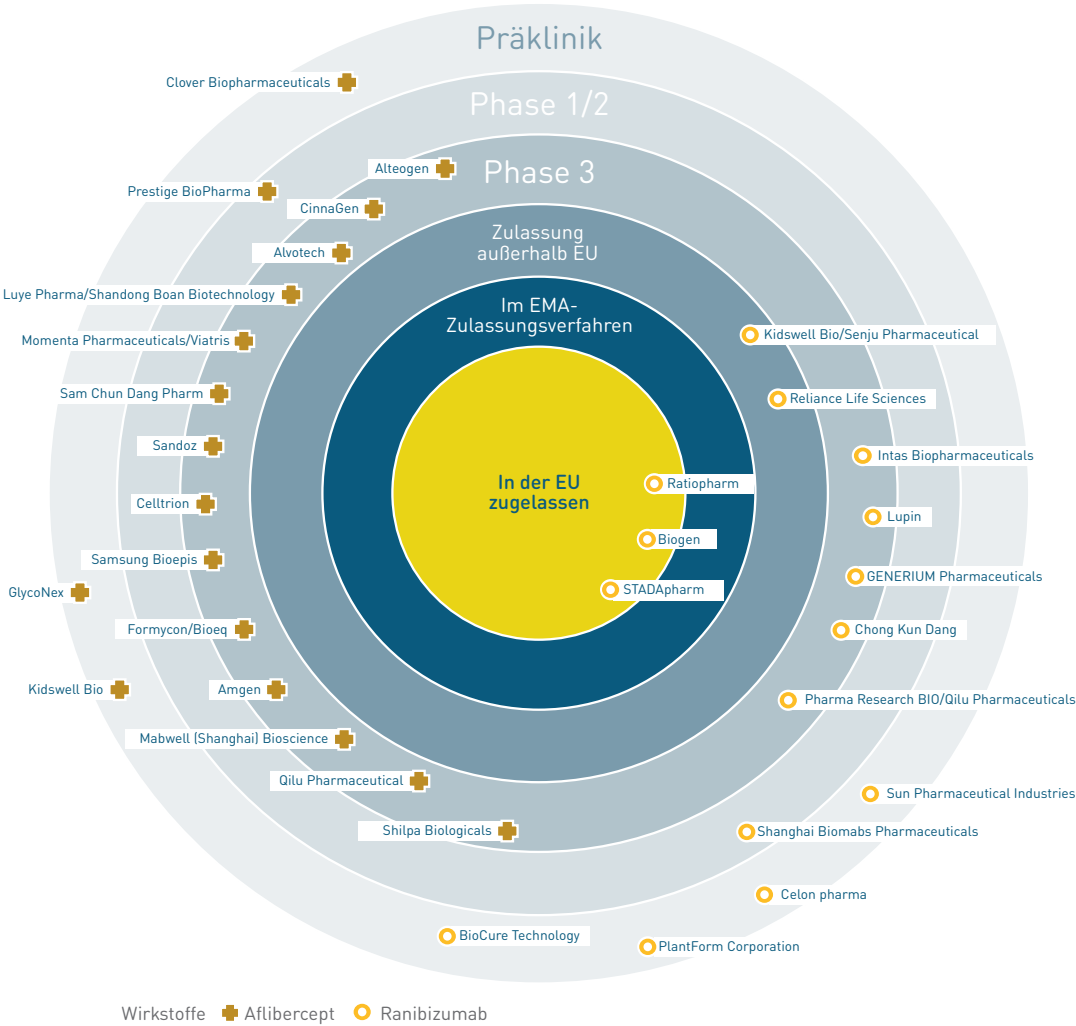 Präklinik
Clover Biopharmaceuticals
Phase 1/2
Alteogen
Phase 3
Prestige BioPharma
CinnaGen
Zulassung
außerhalb EU
Alvotech
Luye Pharma/Shandong Boan Biotechnology
Im EMA-
Zulassungsverfahren
Kidswell Bio/Senju Pharmaceutical
Momenta Pharmaceuticals/Viatris
Sam Chun Dang Pharm
Reliance Life Sciences
Sandoz
Intas Biopharmaceuticals
In der EU
zugelassen
Ratiopharm
Celltrion
Lupin
Biogen
Samsung Bioepis
GENERIUM Pharmaceuticals
GlycoNex
STADApharm
Formycon/Bioeq
Chong Kun Dang
Kidswell Bio
Amgen
Pharma Research BIO/Qilu Pharmaceuticals
Mabwell (Shanghai) Bioscience
Qilu Pharmaceutical
Sun Pharmaceutical Industries
Shilpa Biologicals
Shanghai Biomabs Pharmaceuticals
Celon pharma
BioCure Technology
PlantForm Corporation
Wirkstoffe Aflibercept Ranibizumab